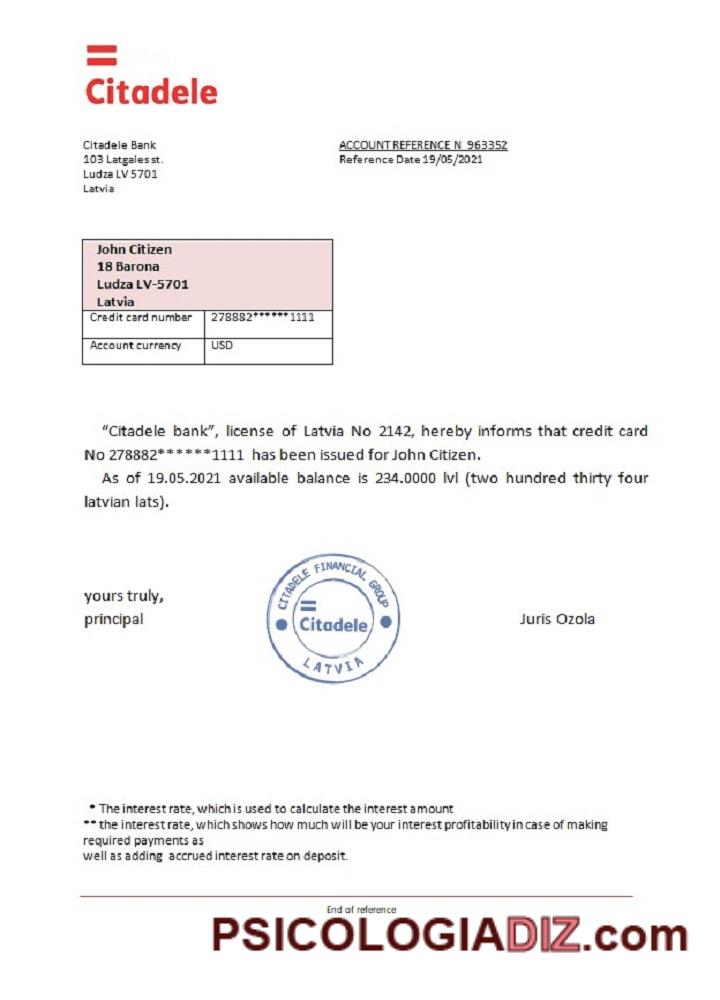 Citadele
Citadele Bank
103 Latgales st.
Ludza LV 5701
Latvia
ACCOUNT REFERENCE N 963352
Reference Date 19/05/2021
John Citizen
18 Barona
Ludza LV-5701
Latvia
Credit card number 278882******1111
Account currency USD
“Citadele bank”, license of Latvia No 2142, hereby informs that credit card
No 278882******1111 has been issued for John Citizen.
As of 19.05.2021 available balance is 234.0000 lvl (two hundred thirty four
latvian lats).
yours truly,
principal
CITADELE FINANCIAL GROUP
Citadele
LATVIA
Juris Ozola
* The interest rate, which is used to calculate the interest amount
** the interest rate, which shows how much will be your interest profitability in case of making
required payments as
well as adding accrued interest rate on deposit.
End of reference
PSICOLOGIADIZ.com